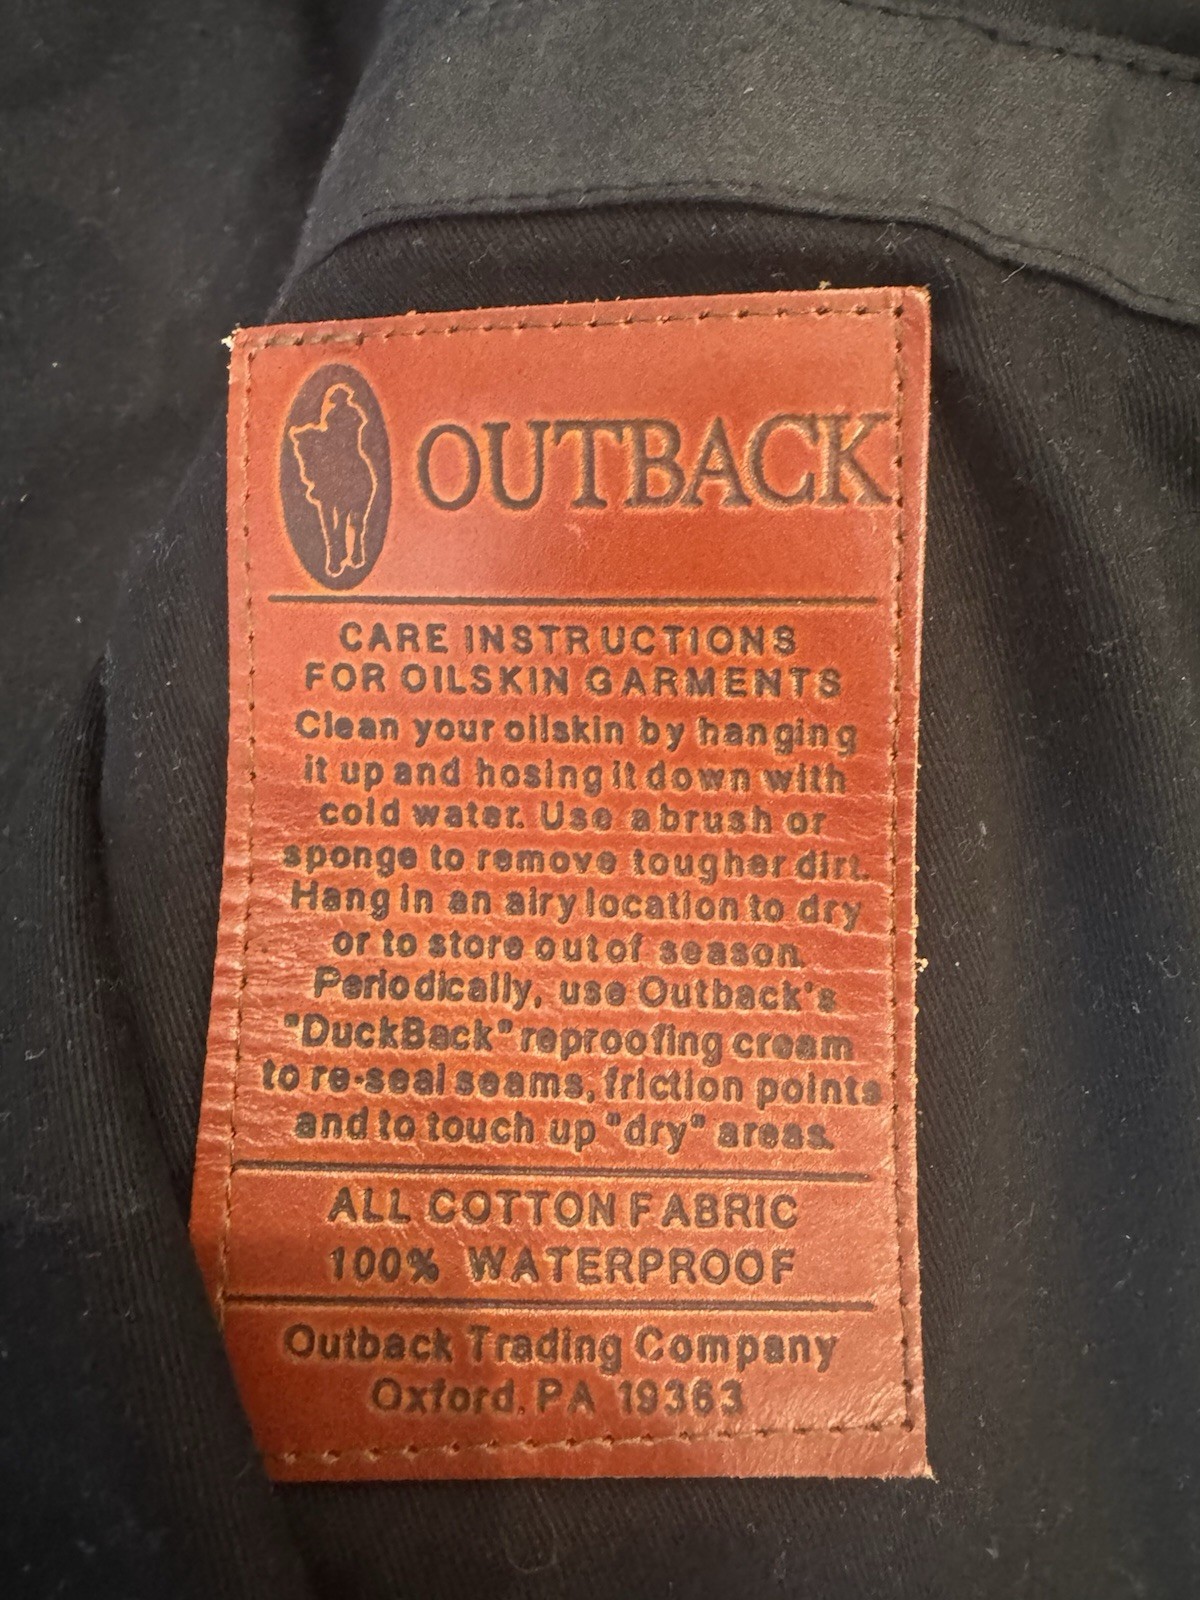 OUTBACK
CARE INSTRUCTIONS
FOR OILSKIN GARMENTS
Clean your oilskin by hanging
it up and hosing it down with
cold water. Use a brush or
sponge to remove tougher dirt.
Hang in an airy location to dry
or to store out of season.
Periodically, use Outback's
"DuckBack" reproofing cream
to re-seal seams, friction points
and to touch up "dry" areas.
ALL COTTON FABRIC
100% WATERPROOF
Outback Trading Company
Oxford, PA 19363